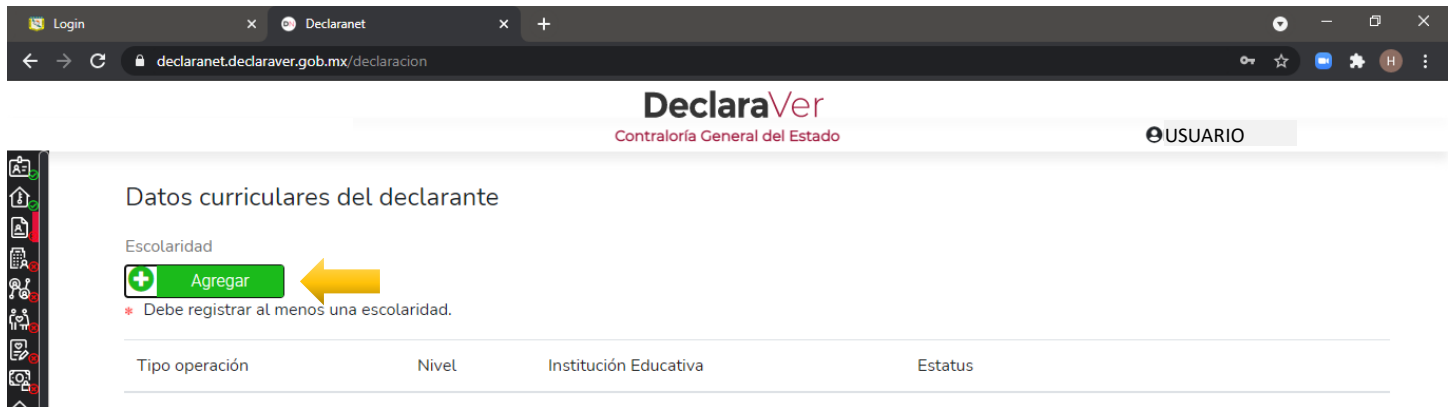 Login
Declaranet
declaranet.declaraver.gob.mx/declaracion
H
DeclaraVer
Contraloría General del Estado
USUARIO
Datos curriculares del declarante
Escolaridad
Agregar
* Debe registrar al menos una escolaridad.
Tipo operación Nivel Institución Educativa Estatus